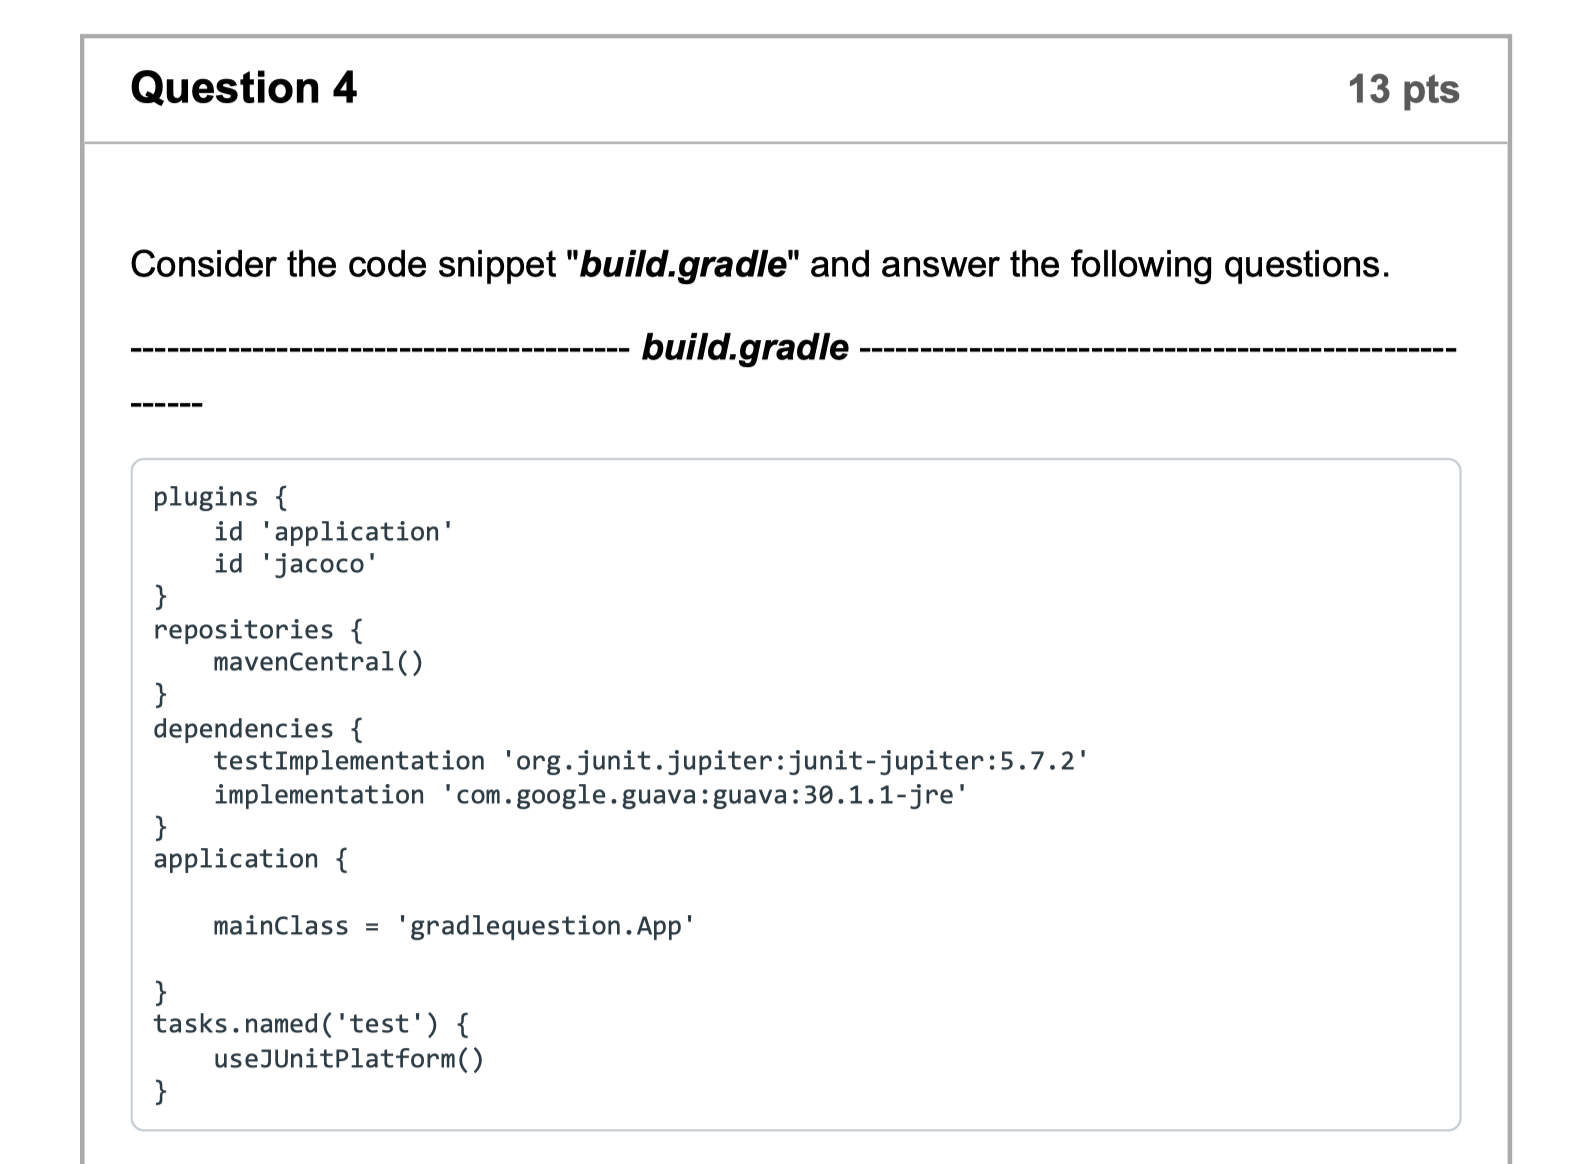 Question 4
13 pts
Consider the code snippet "build.gradle" and answer the following questions.
----------------------------------------- build.gradle -------------------------------------------------
------
plugins {
    id 'application'
    id 'jacoco'
}
repositories {
    mavenCentral()
}
dependencies {
    testImplementation 'org.junit.jupiter:junit-jupiter:5.7.2'
    implementation 'com.google.guava:guava:30.1.1-jre'
}
application {
    mainClass = 'gradlequestion.App'
}
tasks.named('test') {
    useJUnitPlatform()
}